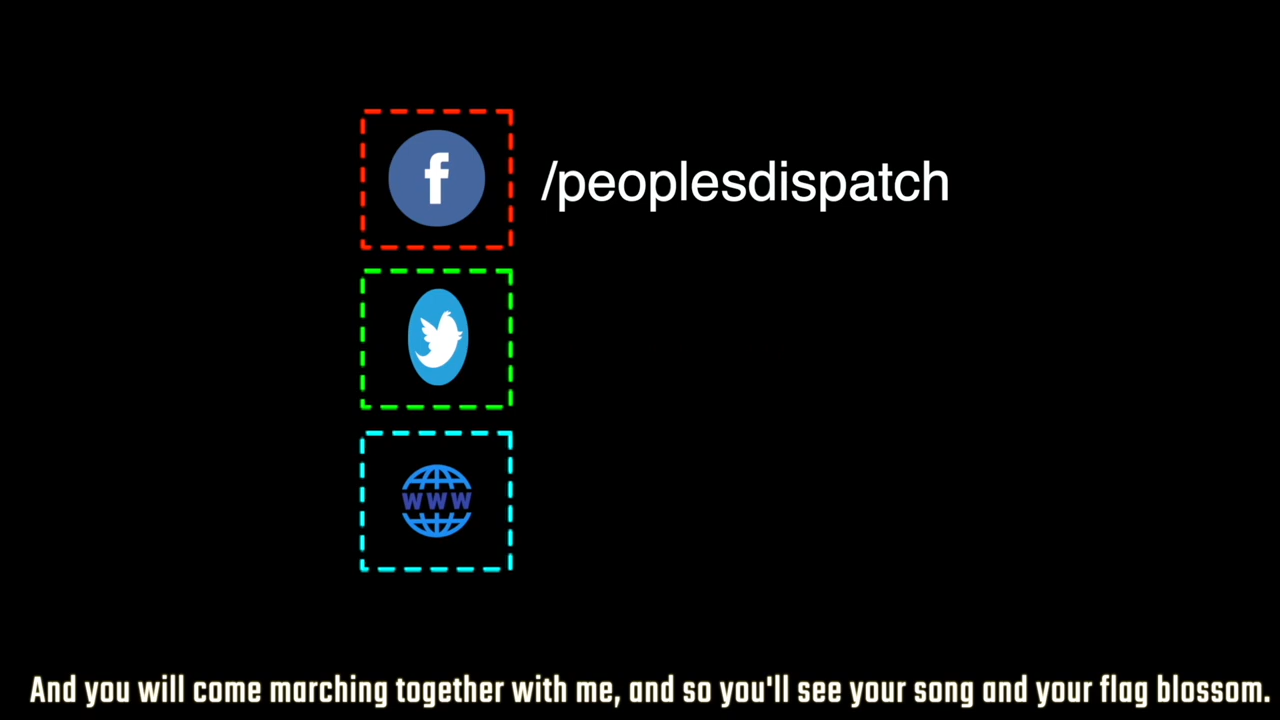 f
/peoplesdispatch
WWW
And you will come marching together with me, and so you'll see your song and your flag blossom.